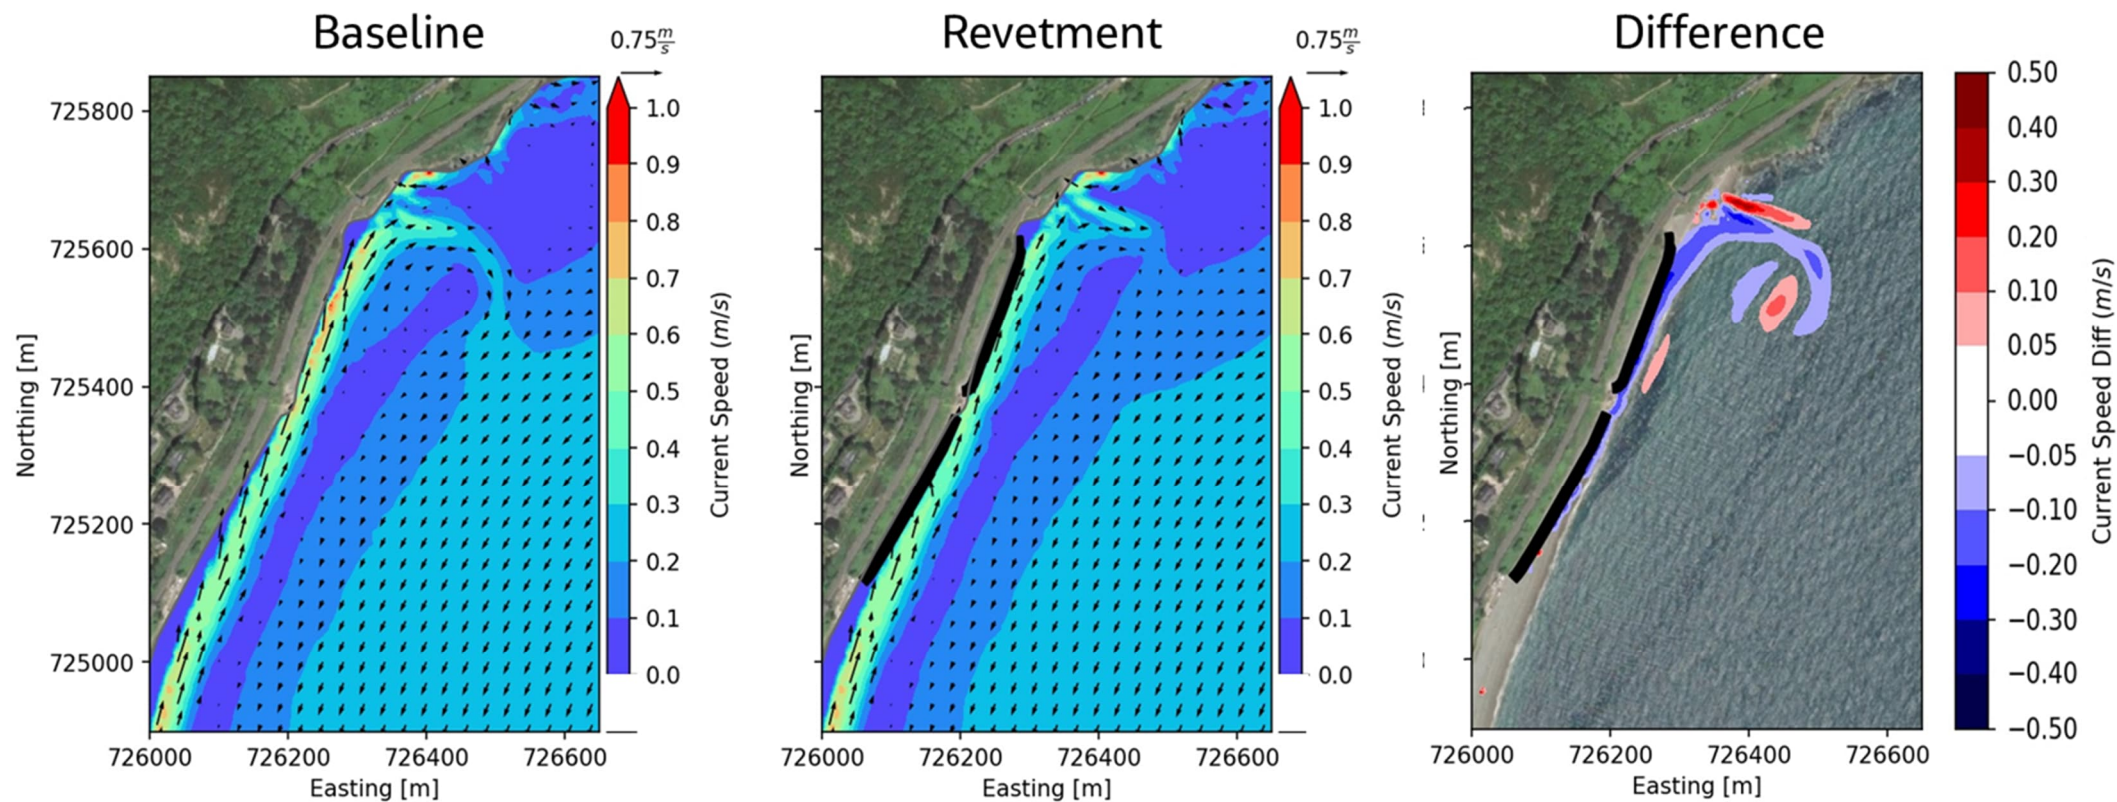 Baseline
0.75 m/s
725800
725600
725400
725200
725000
Northing [m]
726000 726200 726400 726600
Easting [m]
1.0
0.9
0.8
0.7
0.6
0.5
0.4
0.3
0.2
0.1
0.0
Current Speed (m/s)
Revetment
0.75 m/s
Northing [m]
726000 726200 726400 726600
Easting [m]
1.0
0.9
0.8
0.7
0.6
0.5
0.4
0.3
0.2
0.1
0.0
Current Speed (m/s)
Difference
Northing [m]
726000 726200 726400 726600
Easting [m]
0.50
0.40
0.30
0.20
0.10
0.05
0.00
−0.05
−0.10
−0.20
−0.30
−0.40
−0.50
Current Speed Diff (m/s)